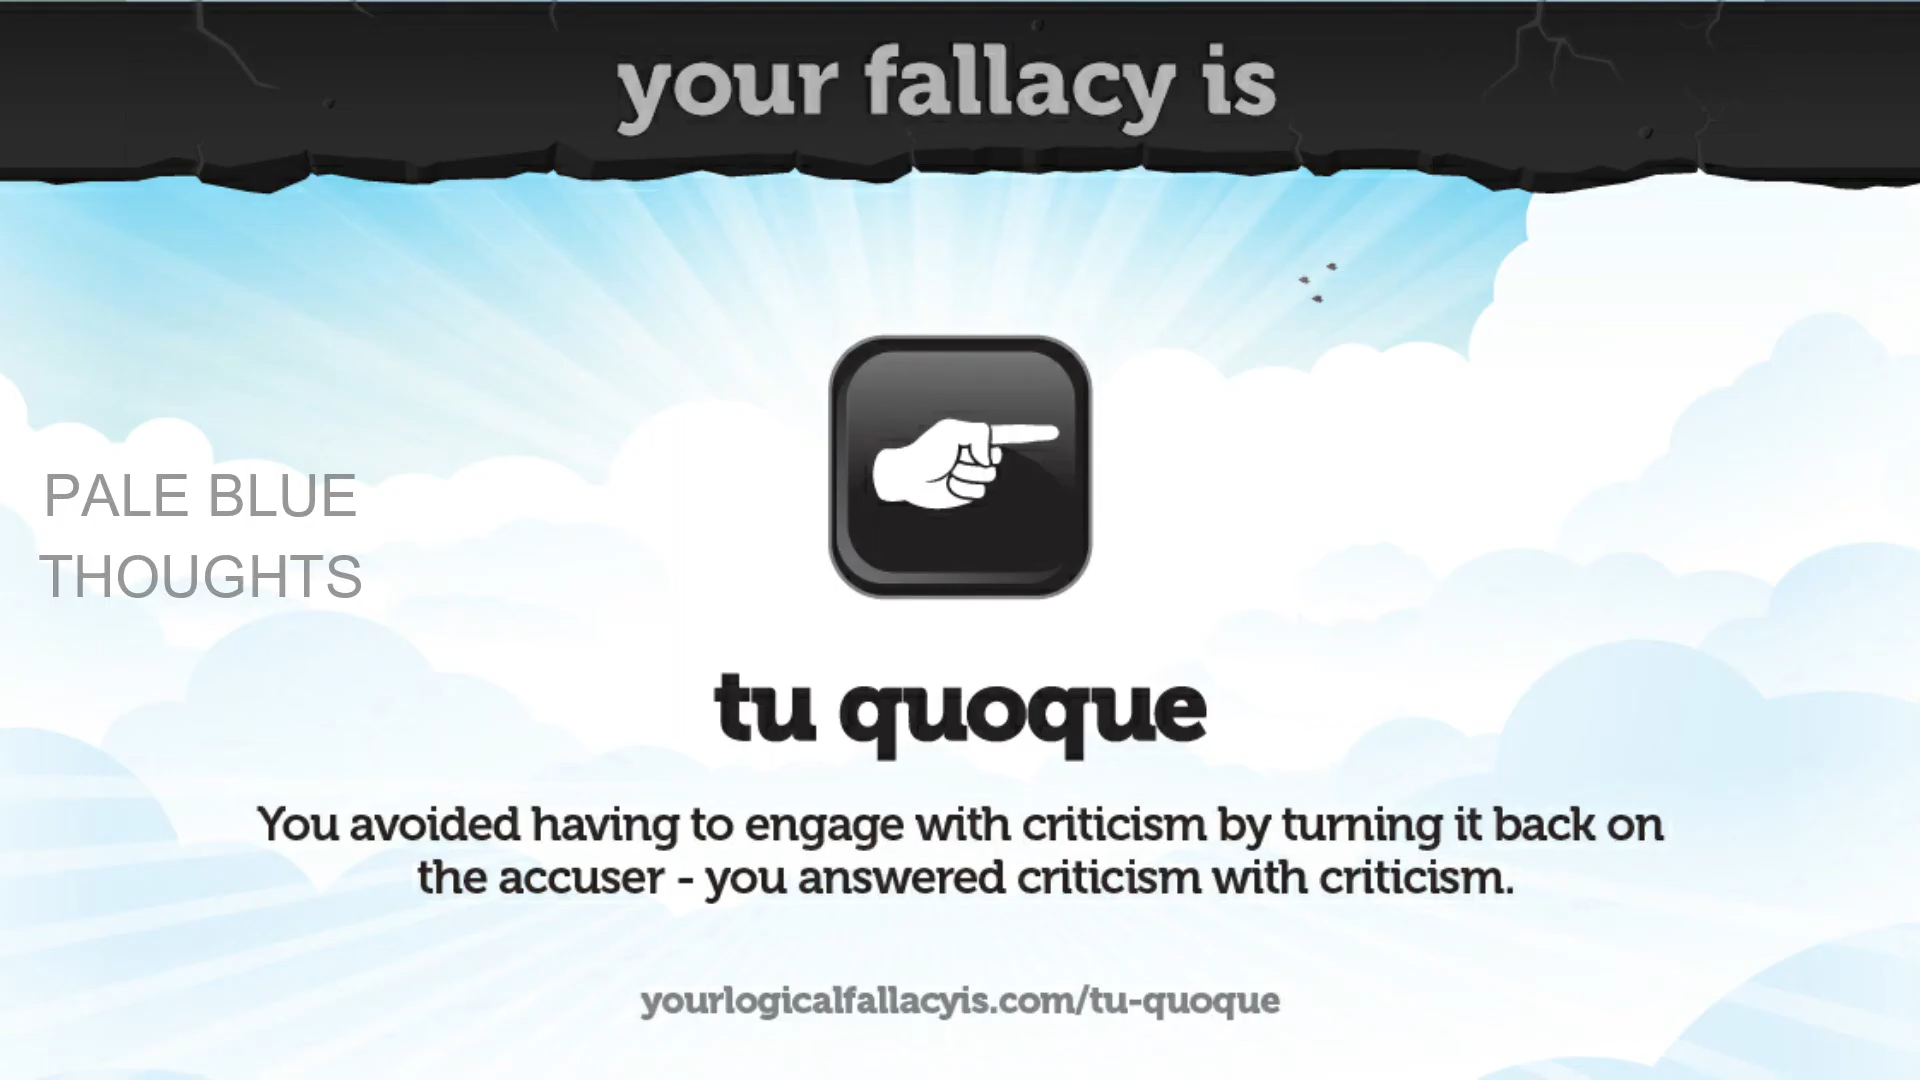 your fallacy is
PALE BLUE
THOUGHTS
tu quoque
You avoided having to engage with criticism by turning it back on
the accuser - you answered criticism with criticism.
yourlogicalfallacyis.com/tu-quoque